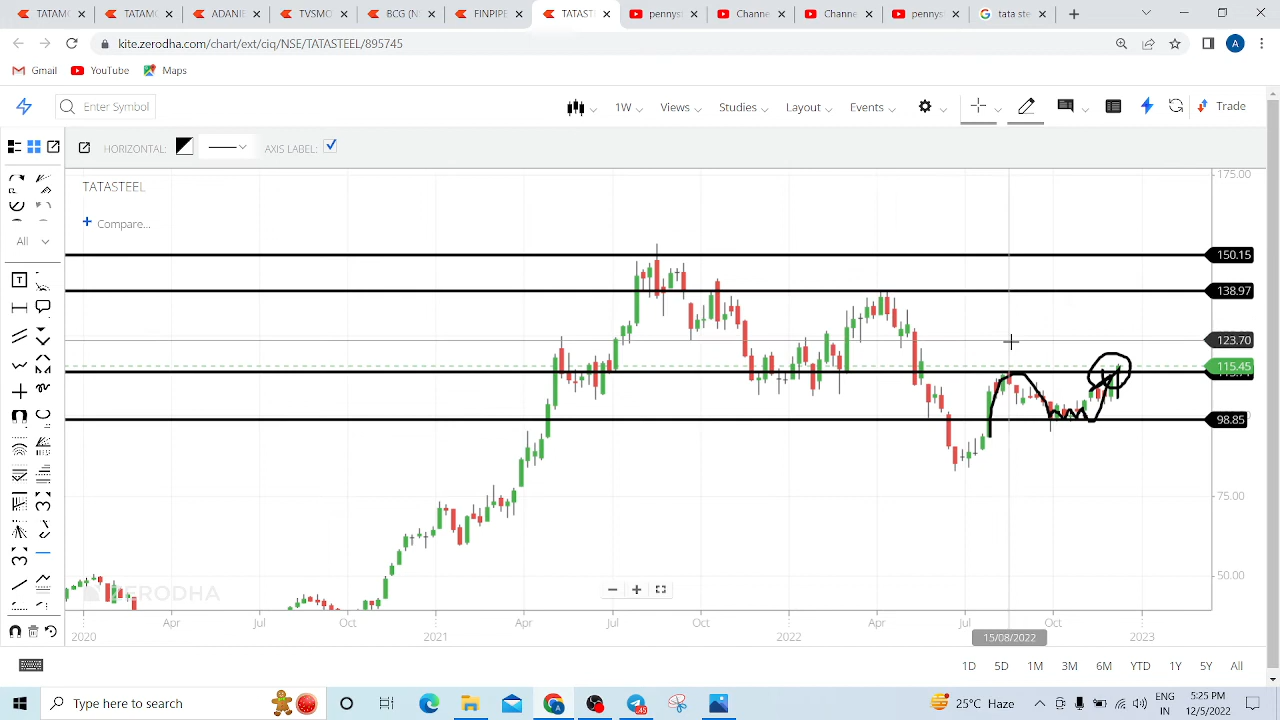 TATAMO
TATAMC
ADANIE
TVSMO
BCG (N
FINPIPE
TATAST
pennys
Channe
Channe
pennys
tata ste
kite.zerodha.com/chart/ext/ciq/NSE/TATASTEEL/895745
A
Gmail
YouTube
Maps
Enter Symbol
1W
Views
Studies
Layout
Events
Trade
HORIZONTAL:
AXIS LABEL:
TATASTEEL
Compare...
All
T
175.00
150.15
138.97
123.70
115.45
98.85
75.00
50.00
ZERODHA
2020
Apr
Jul
Oct
2021
Apr
Jul
Oct
2022
Apr
Jul
15/08/2022
Oct
2023
1D
5D
1M
3M
6M
YTD
1Y
5Y
All
Type here to search
25°C Haze
ENG
IN
5:25 PM
12/5/2022